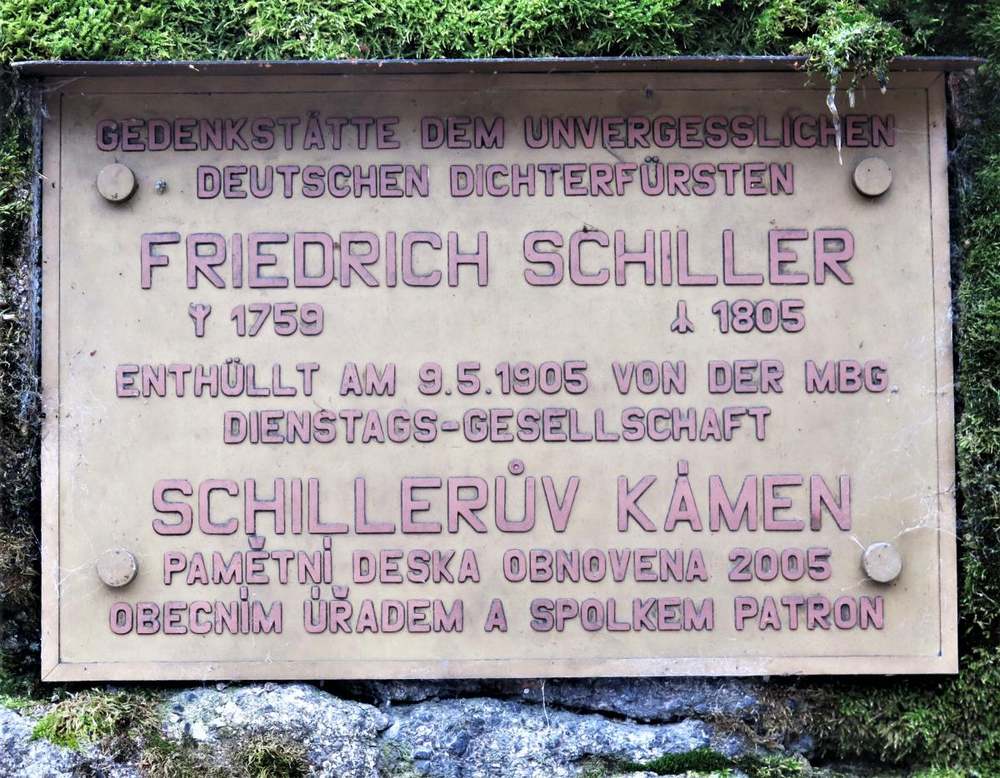 GEDENKSTÄTTE DEM UNVERGESSLICHEN
DEUTSCHEN DICHTERFÜRSTEN
FRIEDRICH SCHILLER
ᛉ 1759 ᛣ 1805
ENTHÜLLT AM 9.5.1905 VON DER MBG.
DIENSTAGS-GESELLSCHAFT
SCHILLERŮV KÁMEN
PAMĚTNÍ DESKA OBNOVENA 2005
OBECNÍM ÚŘADEM A SPOLKEM PATRON